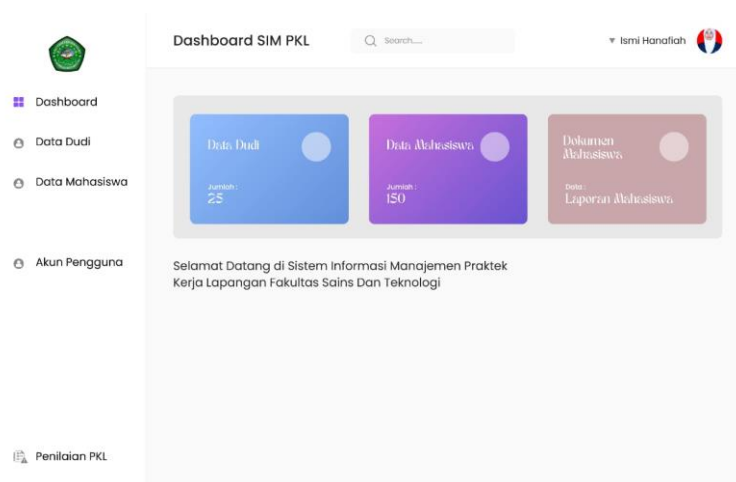 Dashboard SIM PKL
Search.....
Ismi Hanafiah
Dashboard
Data Dudi
Data Mahasiswa
Akun Pengguna
Penilaian PKL
Data Dudi
Jumlah :
25
Data Mahasiswa
Jumlah :
150
Dokumen
Mahasiswa
Data :
Laporan Mahasiswa
Selamat Datang di Sistem Informasi Manajemen Praktek
Kerja Lapangan Fakultas Sains Dan Teknologi